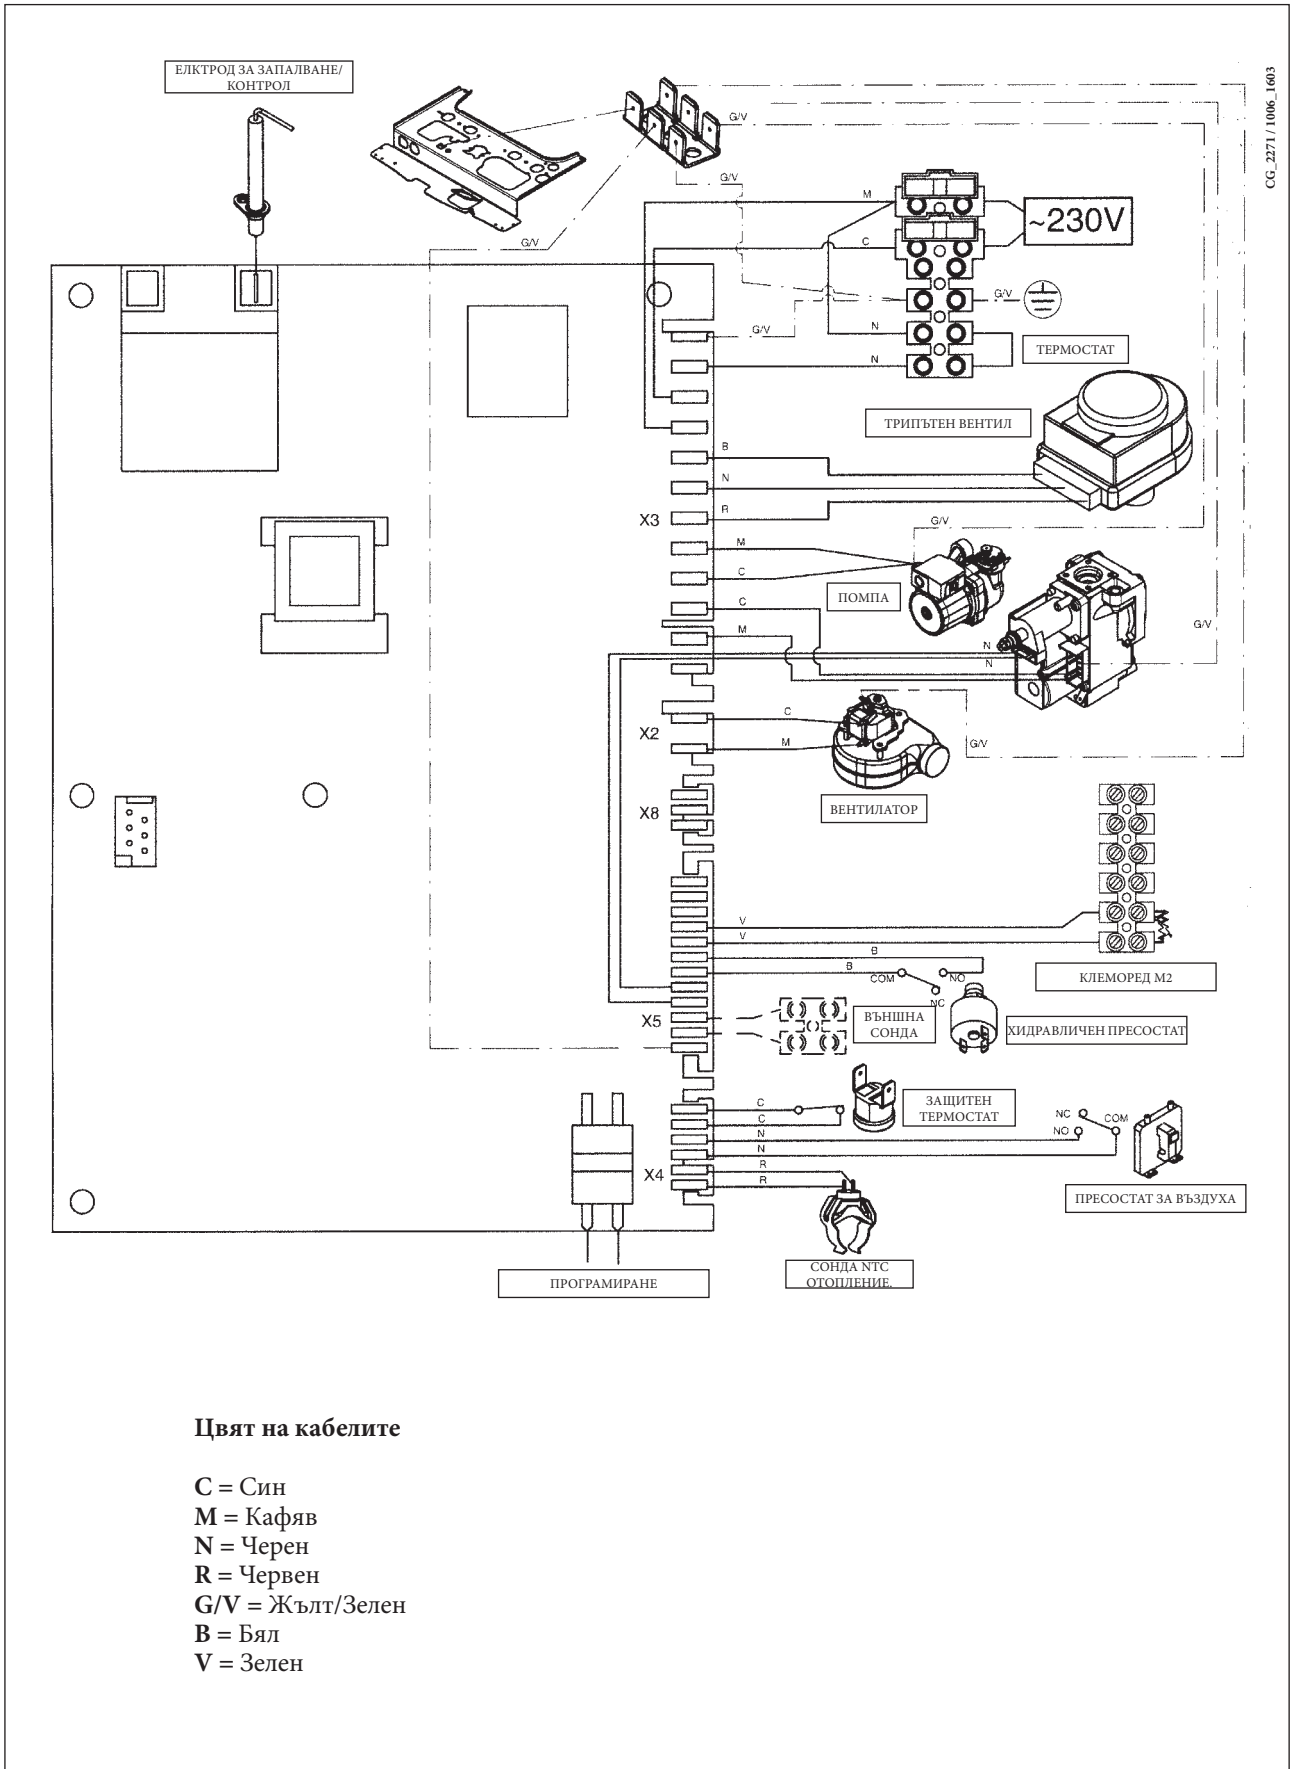 ЕЛКТРОД ЗА ЗАПАЛВАНЕ/
КОНТРОЛ
CG_2271 / 1006_1603
G/V
G/V
G/V
M
~230V
C
G/V
G/V
N
N
ТЕРМОСТАТ
ТРИПЪТЕН ВЕНТИЛ
B
N
R
X3
G/V
M
C
ПОМПА
C
M
G/V
N
N
C
X2
M
G/V
ВЕНТИЛАТОР
X8
V
V
B
B
COM
NO
NC
КЛЕМОРЕД M2
X5
ВЪНШНА
СОНДА
ХИДРАВЛИЧЕН ПРЕСОСТАТ
C
C
N
N
R
R
X4
ЗАЩИТЕН
ТЕРМОСТАТ
NC
NO
COM
ПРЕСОСТАТ ЗА ВЪЗДУХА
СОНДА NTC
ОТОПЛЕНИЕ.
ПРОГРАМИРАНЕ
Цвят на кабелите
C = Син
M = Кафяв
N = Черен
R = Червен
G/V = Жълт/Зелен
B = Бял
V = Зелен